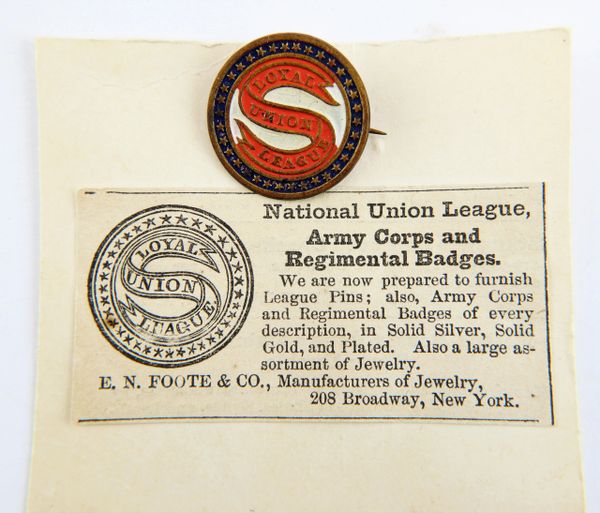 LOYAL
UNION
LEAGUE
LOYAL
UNION
LEAGUE
National Union League,
Army Corps and
Regimental Badges.
We are now prepared to furnish
League Pins; also, Army Corps
and Regimental Badges of every
description, in Solid Silver, Solid
Gold, and Plated. Also a large as-
sortment of Jewelry.
E. N. FOOTE & CO., Manufacturers of Jewelry,
208 Broadway, New York.